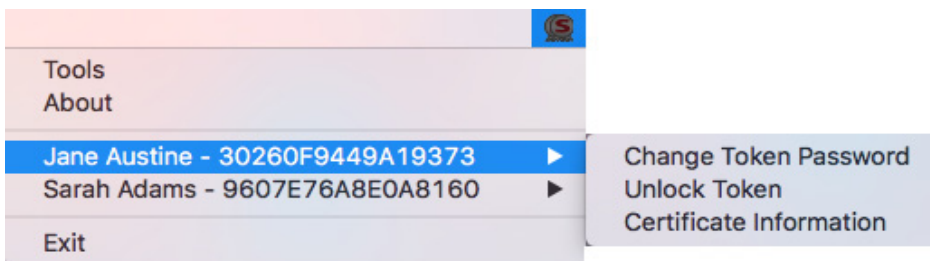 S
Tools
About
Jane Austine - 30260F9449A19373
Change Token Password
Sarah Adams - 9607E76A8E0A8160
Unlock Token
Certificate Information
Exit